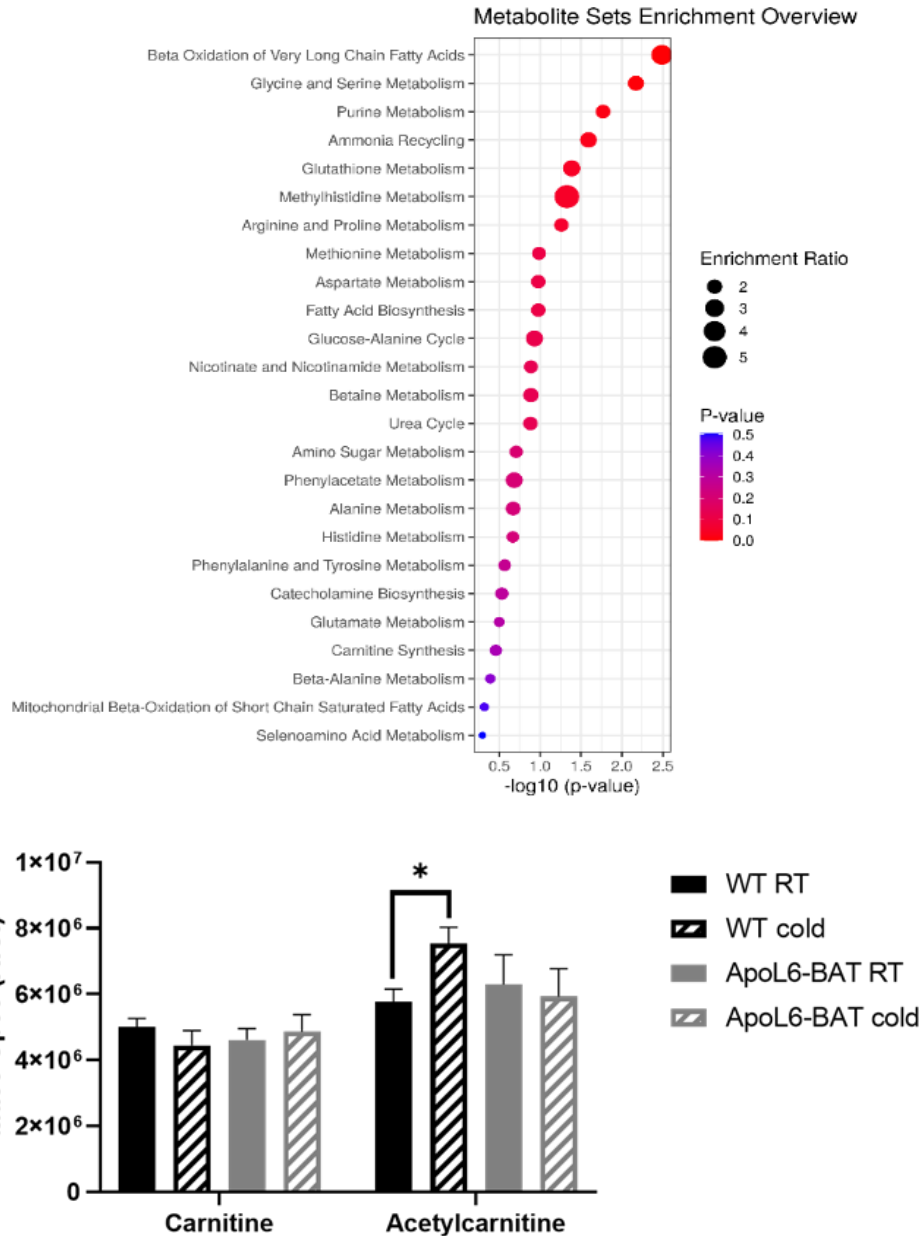 Metabolite Sets Enrichment Overview
Beta Oxidation of Very Long Chain Fatty Acids
Glycine and Serine Metabolism
Purine Metabolism
Ammonia Recycling
Glutathione Metabolism
Methylhistidine Metabolism
Arginine and Proline Metabolism
Methionine Metabolism
Aspartate Metabolism
Fatty Acid Biosynthesis
Glucose-Alanine Cycle
Nicotinate and Nicotinamide Metabolism
Betaine Metabolism
Urea Cycle
Amino Sugar Metabolism
Phenylacetate Metabolism
Alanine Metabolism
Histidine Metabolism
Phenylalanine and Tyrosine Metabolism
Catecholamine Biosynthesis
Glutamate Metabolism
Carnitine Synthesis
Beta-Alanine Metabolism
Mitochondrial Beta-Oxidation of Short Chain Saturated Fatty Acids
Selenoamino Acid Metabolism
0.5 1.0 1.5 2.0 2.5
-log10 (p-value)
Enrichment Ratio
2
3
4
5
P-value
0.5
0.4
0.3
0.2
0.1
0.0
1×10⁷
8×10⁶
6×10⁶
4×10⁶
2×10⁶
0
*
Carnitine Acetylcarnitine
WT RT
WT cold
ApoL6-BAT RT
ApoL6-BAT cold